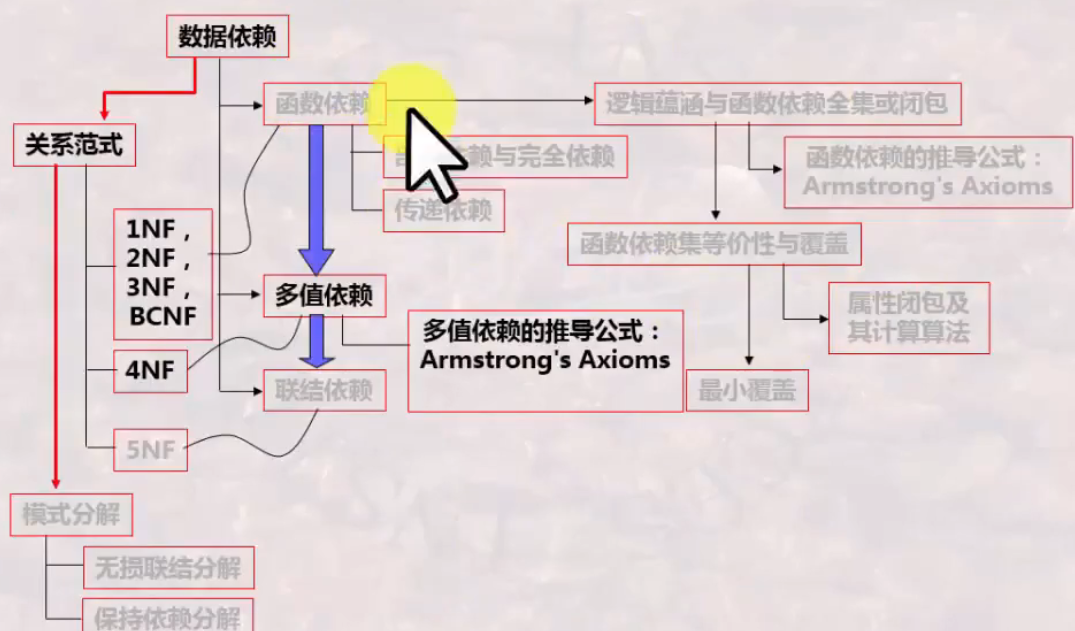 数据依赖
函数依赖
逻辑蕴涵与函数依赖全集或闭包
关系范式
依赖与完全依赖
函数依赖的推导公式：
Armstrong's Axioms
传递依赖
1NF，
2NF，
3NF，
BCNF
函数依赖集等价性与覆盖
多值依赖
属性闭包及
其计算算法
多值依赖的推导公式：
Armstrong's Axioms
4NF
联结依赖
最小覆盖
5NF
模式分解
无损联结分解
保持依赖分解